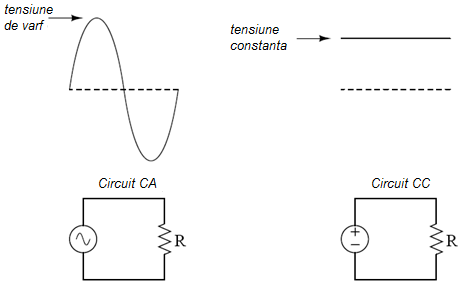 tensiune
de varf
tensiune
constanta
Circuit CA
Circuit CC
R
+
−
R